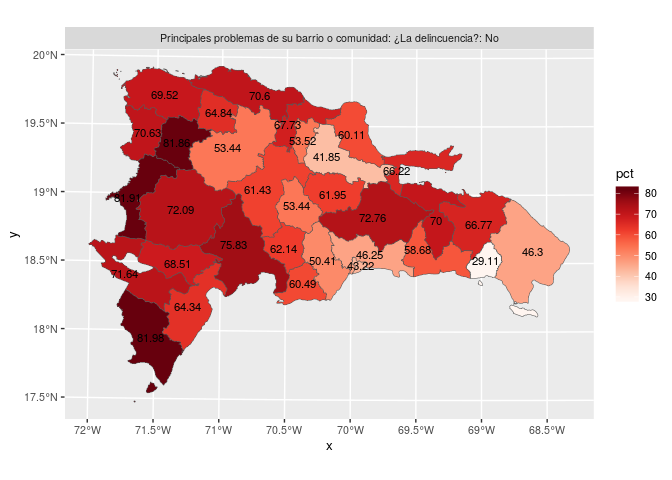 Principales problemas de su barrio o comunidad: ¿La delincuencia?: No
20°N
19.5°N
19°N
18.5°N
18°N
17.5°N
y
69.52
70.6
64.84
67.73
60.11
70.63
81.86
53.52
53.44
41.85
66.22
61.43
61.95
81.91
72.09
53.44
72.76
70
66.77
75.83
62.14
46.25
58.68
46.3
68.51
50.41
43.22
29.11
71.64
60.49
64.34
81.98
72°W
71.5°W
71°W
70.5°W
70°W
69.5°W
69°W
68.5°W
x
pct
80
70
60
50
40
30